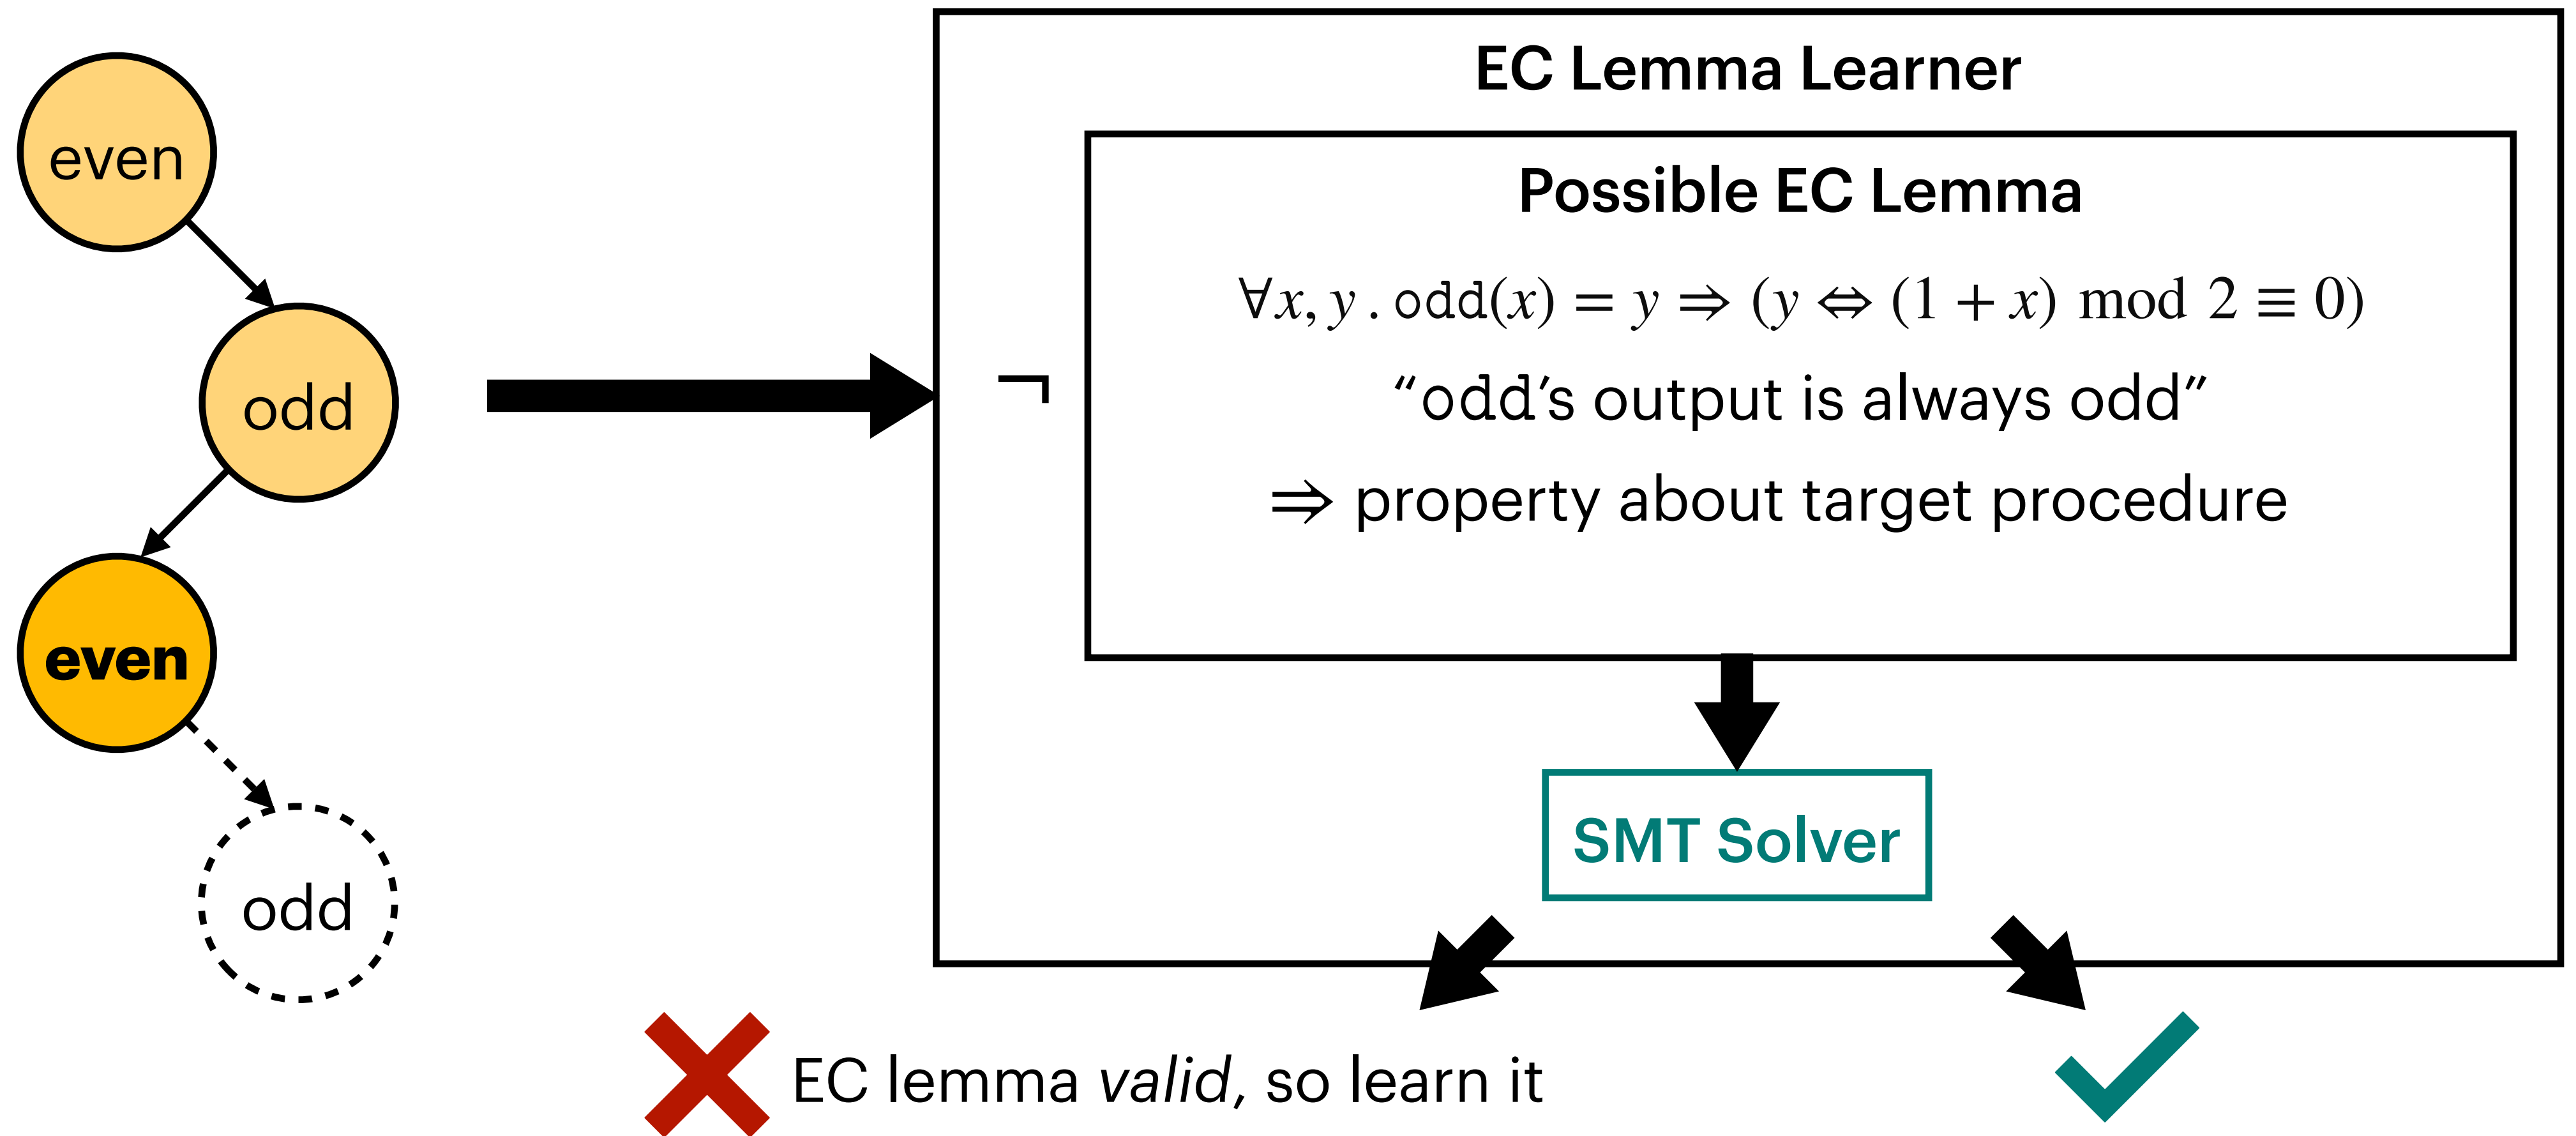 even
odd
even
odd
EC Lemma Learner
Possible EC Lemma
¬
∀x, y . odd(x) = y ⇒ (y ⇔ (1 + x) mod 2 ≡ 0)
“odd’s output is always odd”
⇒ property about target procedure
SMT Solver
EC lemma valid, so learn it